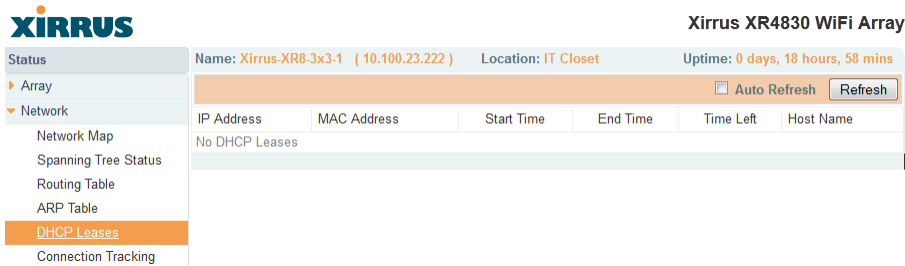 XIRRUS
Xirrus XR4830 WiFi Array
Status
Name: Xirrus-XR8-3x3-1 ( 10.100.23.222 ) Location: IT Closet Uptime: 0 days, 18 hours, 58 mins
Array
Auto Refresh Refresh
Network
IP Address MAC Address Start Time End Time Time Left Host Name
Network Map
No DHCP Leases
Spanning Tree Status
Routing Table
ARP Table
DHCP Leases
Connection Tracking